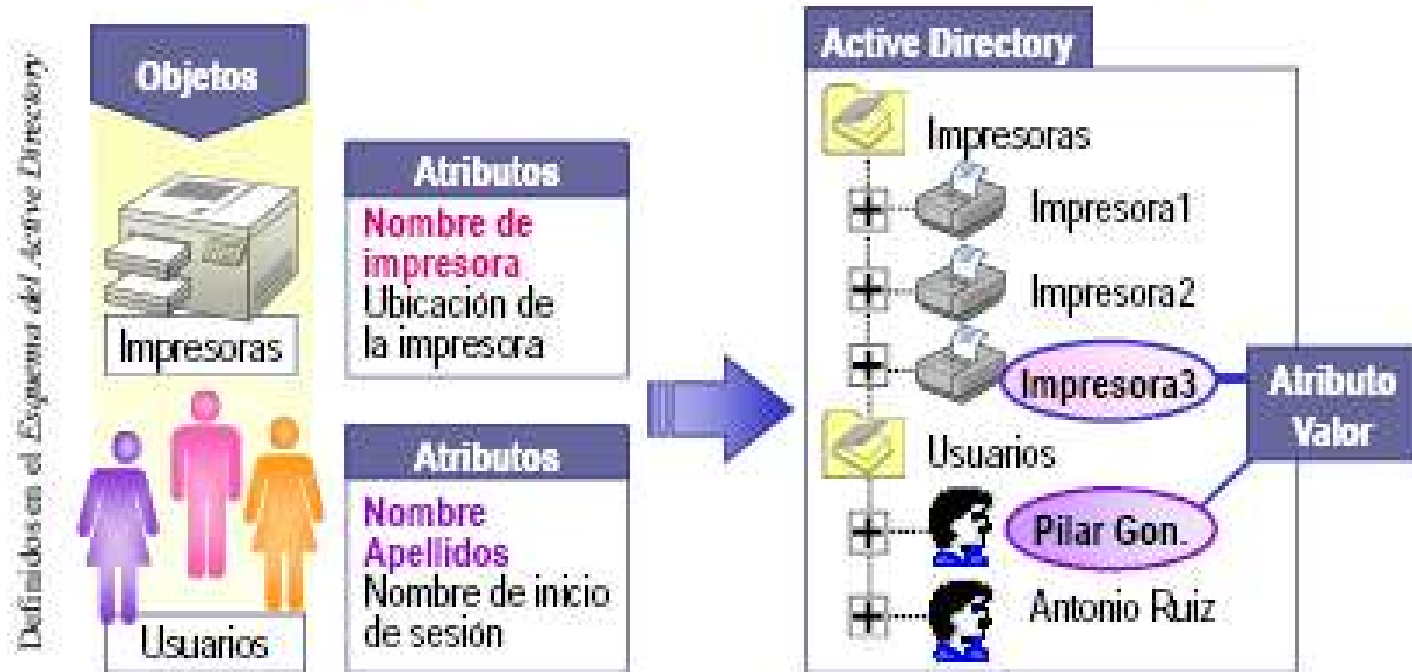 Definidos en el Esquema del Active Directory
Objetos
Impresoras
Usuarios
Atributos
Nombre de
impresora
Ubicación de
la impresora
Atributos
Nombre
Apellidos
Nombre de inicio
de sesión
Active Directory
Impresoras
Impresora1
Impresora2
Impresora3
Usuarios
Pilar Gon.
Antonio Ruiz
Atributo
Valor